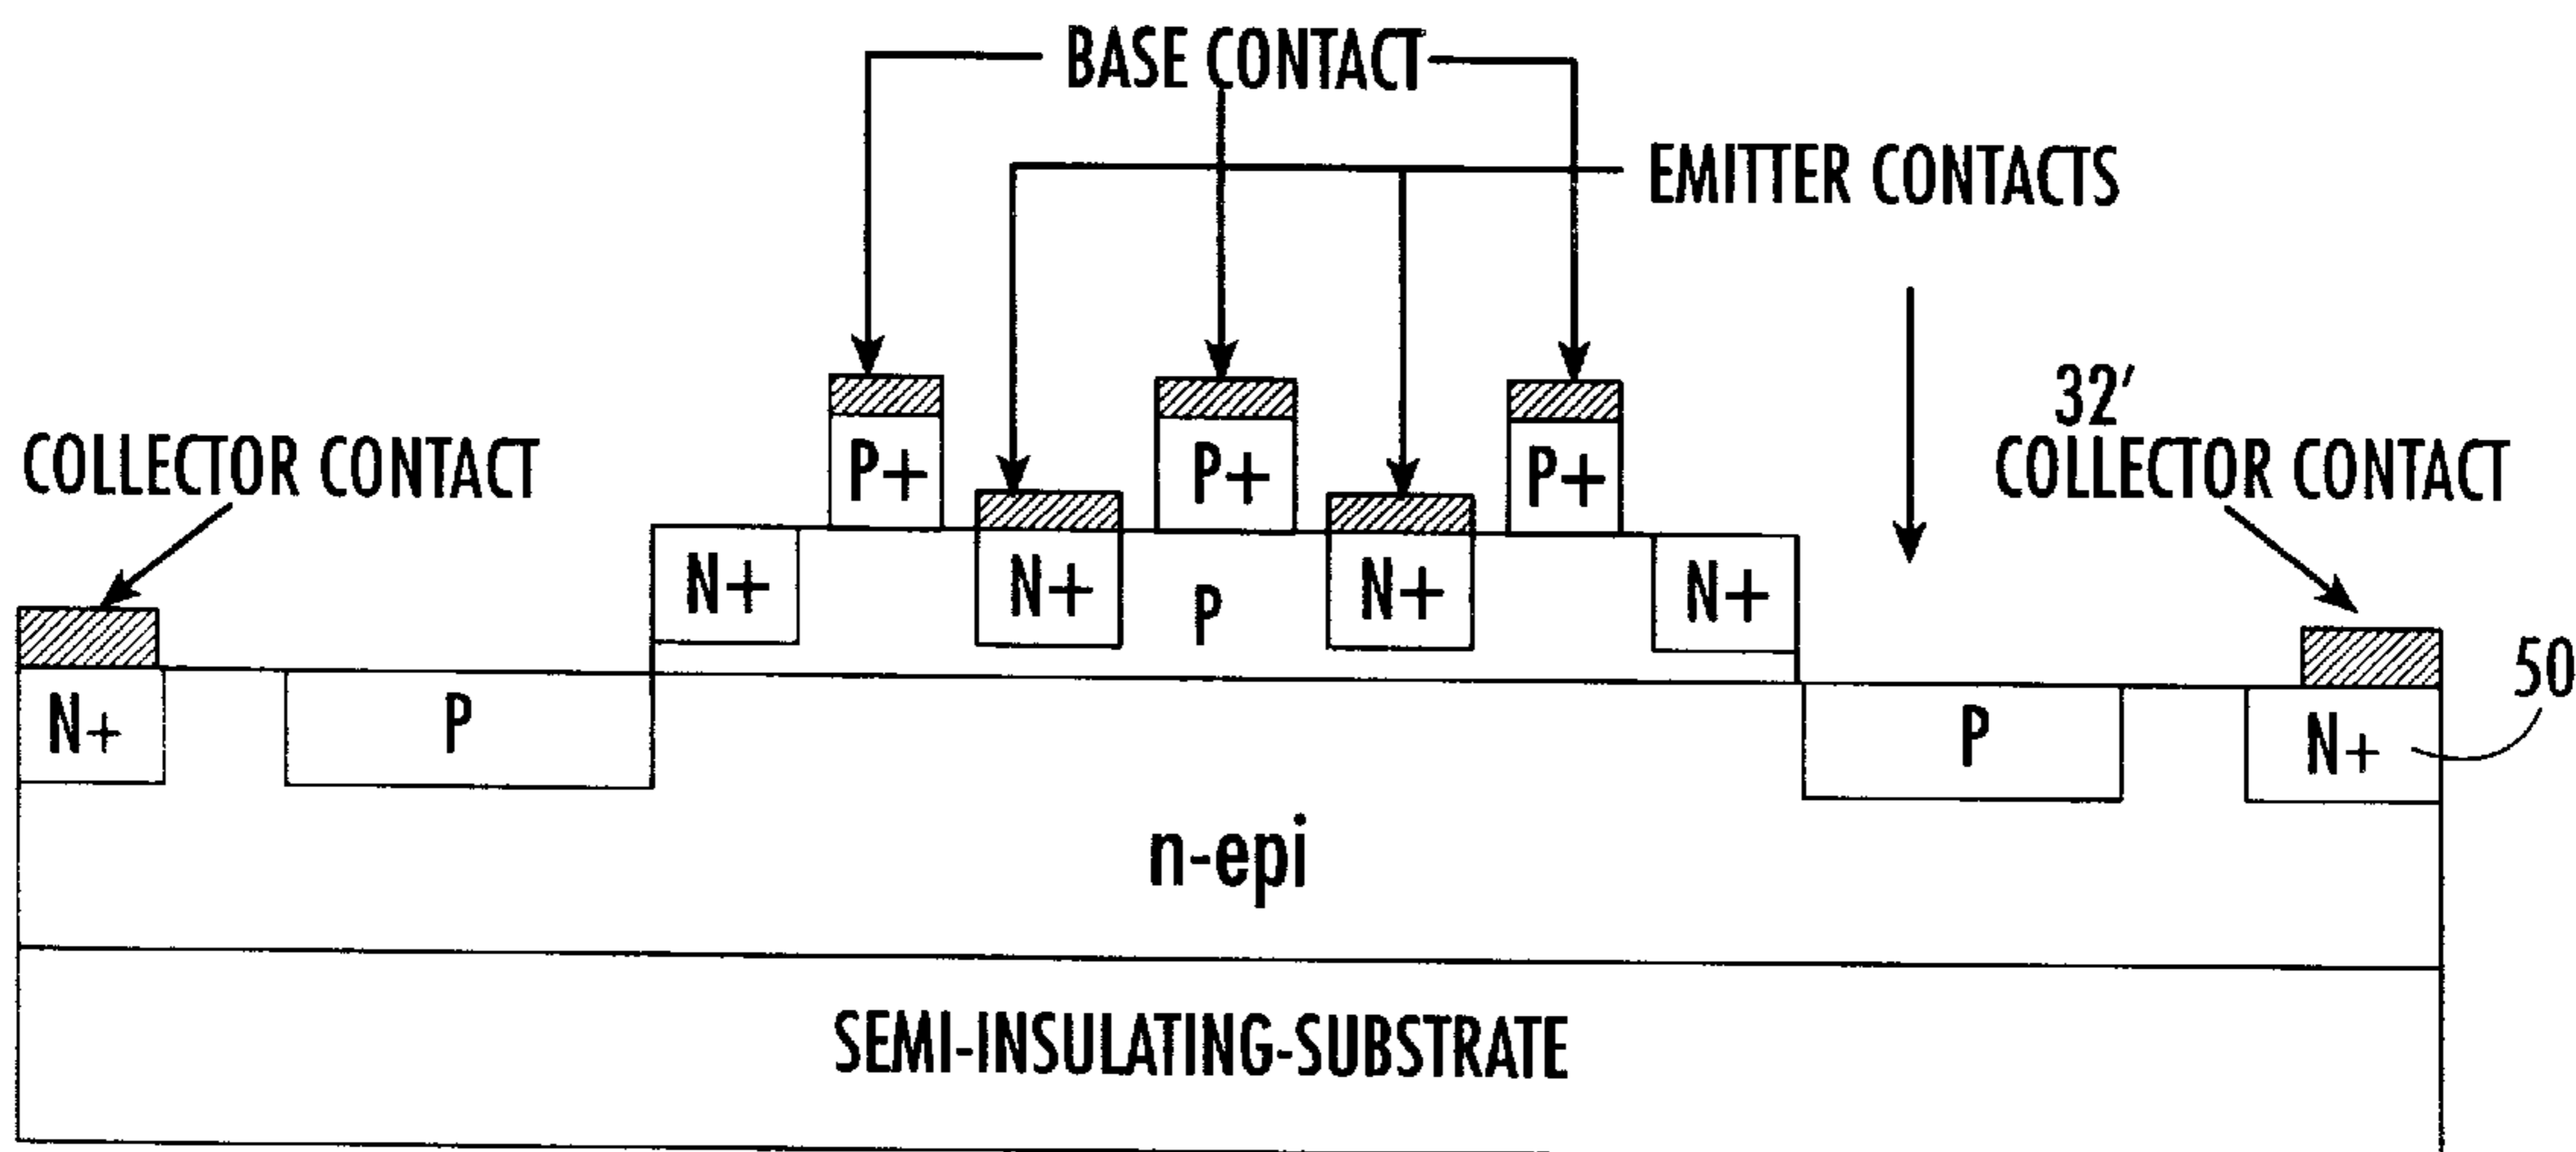 BASE CONTACT
EMITTER CONTACTS
32'
COLLECTOR CONTACT
COLLECTOR CONTACT
P+
P+
P+
N+
N+
N+
N+
P
50
N+
P
P
N+
n-epi
SEMI-INSULATING-SUBSTRATE